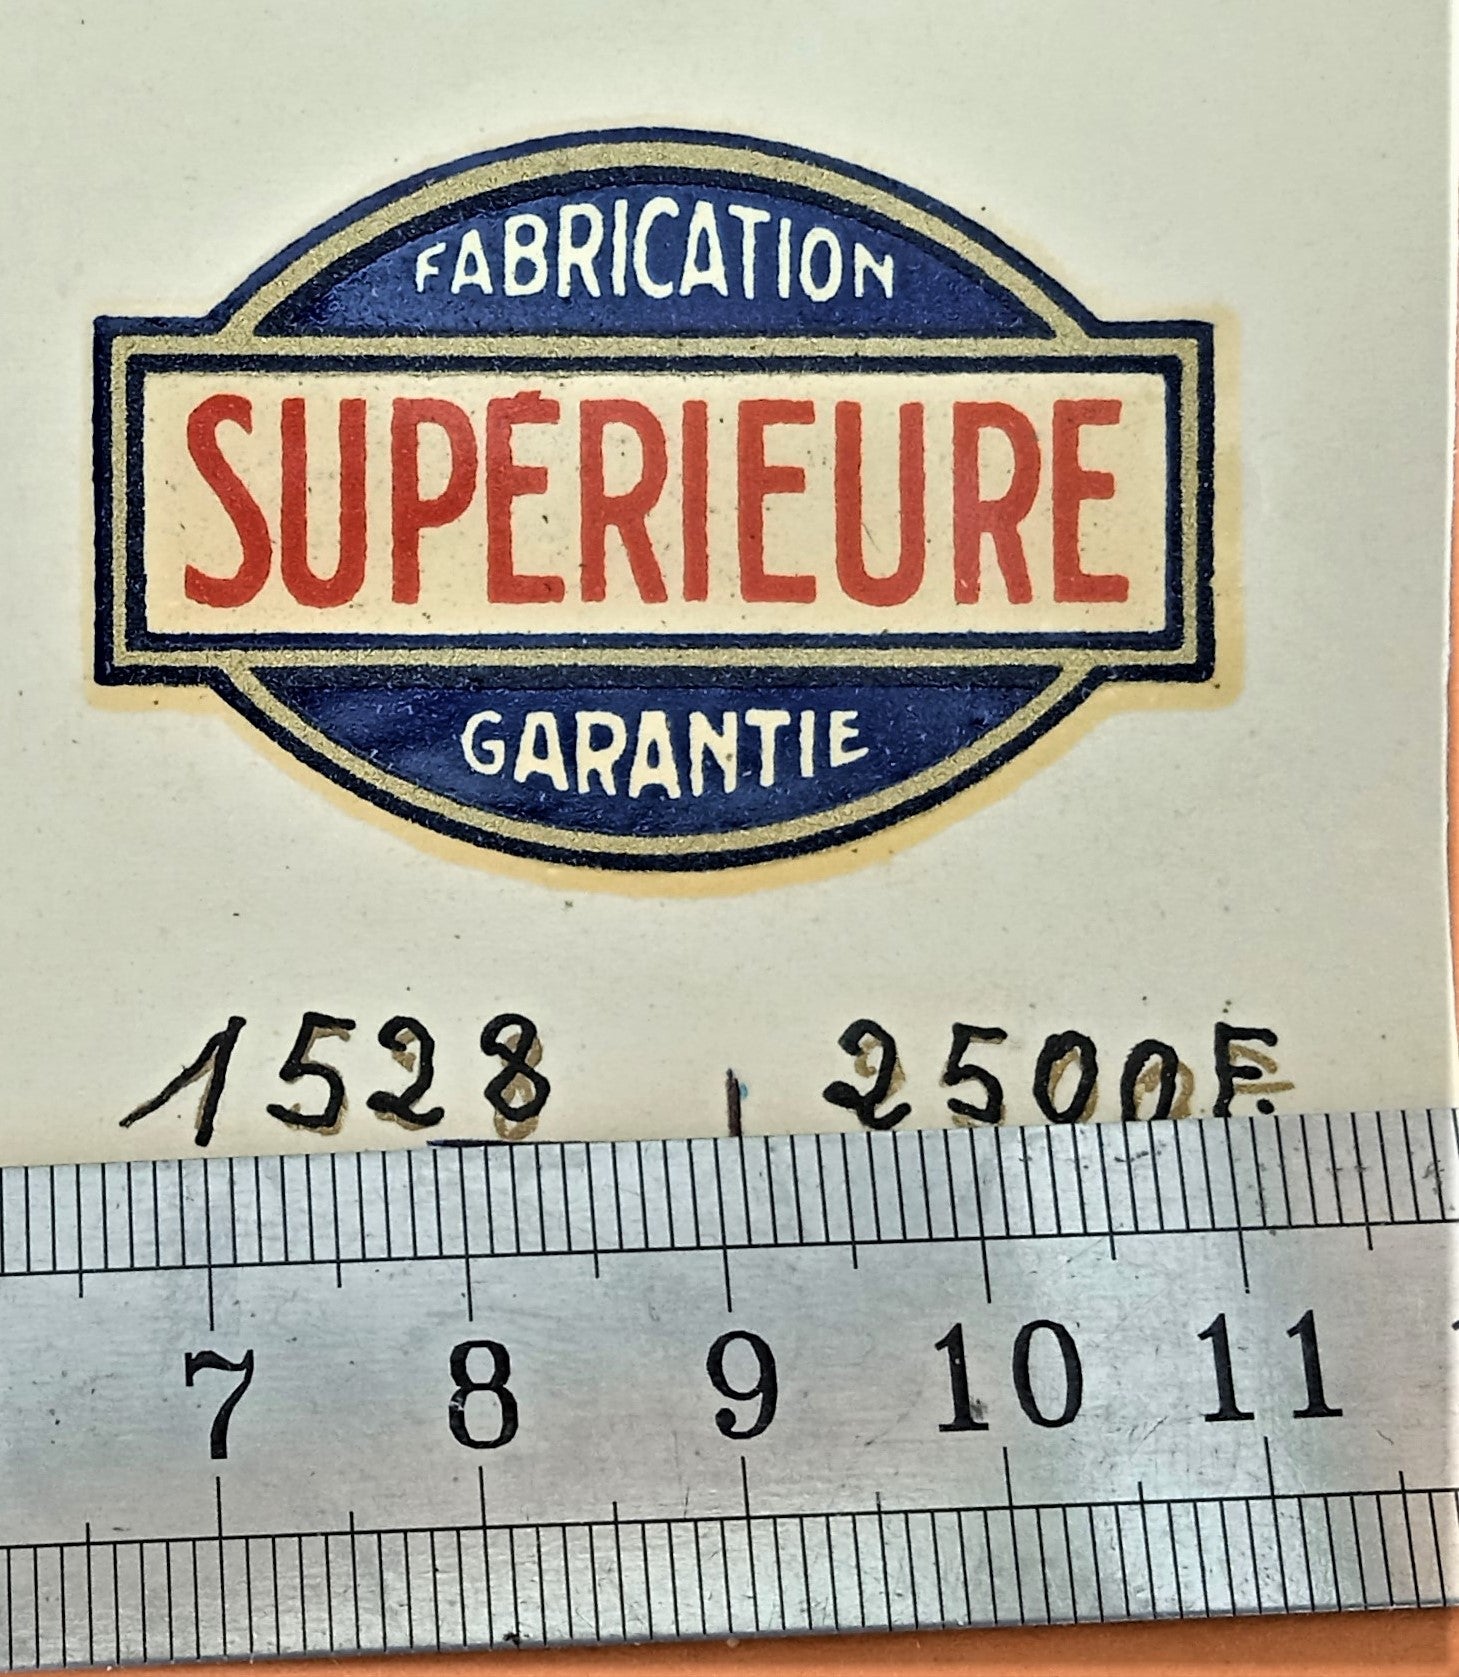 FABRICATION
SUPÉRIEURE
GARANTIE
1528 2500F.
7 8 9 10 11